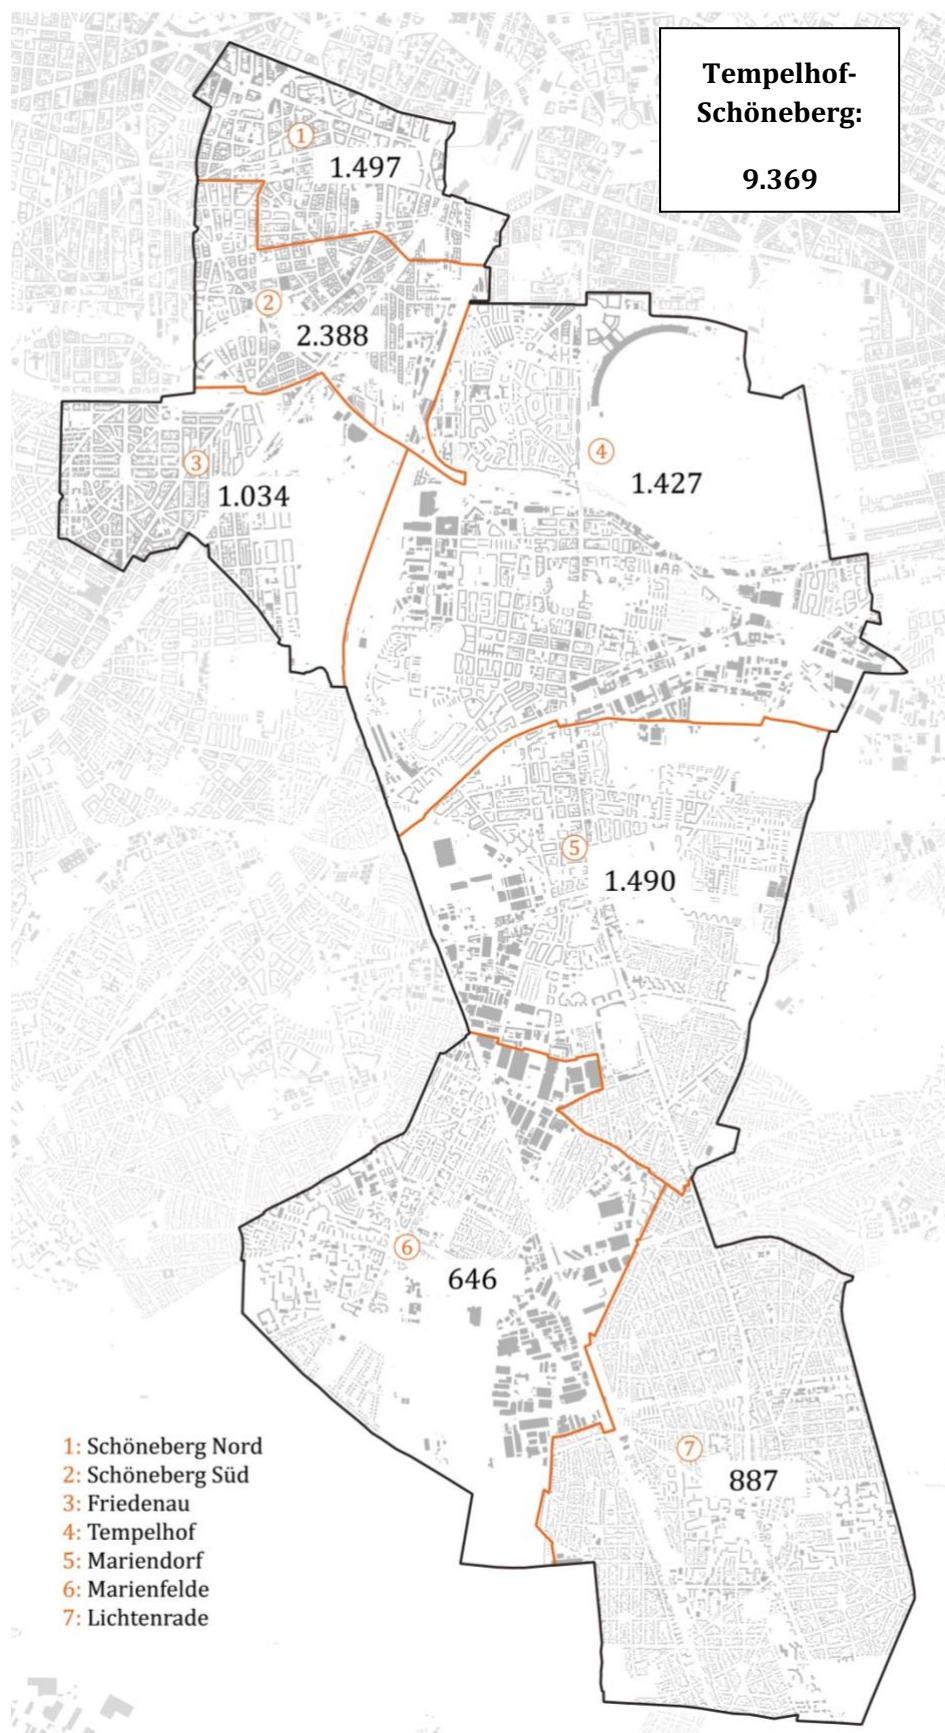 Tempelhof-
Schöneberg:
9.369
1
1.497
2
2.388
3
1.034
4
1.427
5
1.490
6
646
7
887
1: Schöneberg Nord
2: Schöneberg Süd
3: Friedenau
4: Tempelhof
5: Mariendorf
6: Marienfelde
7: Lichtenrade